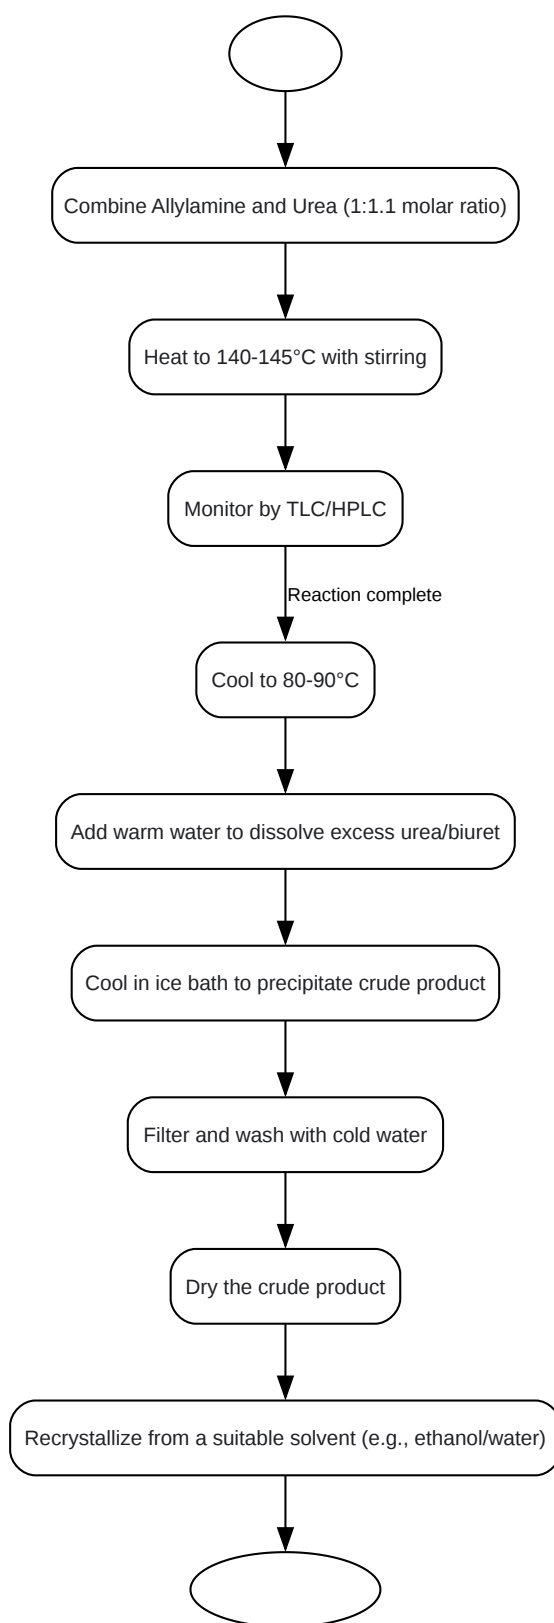 Combine Allylamine and Urea (1:1.1 molar ratio)
Heat to 140-145°C with stirring
Monitor by TLC/HPLC
Reaction complete
Cool to 80-90°C
Add warm water to dissolve excess urea/biuret
Cool in ice bath to precipitate crude product
Filter and wash with cold water
Dry the crude product
Recrystallize from a suitable solvent (e.g., ethanol/water)